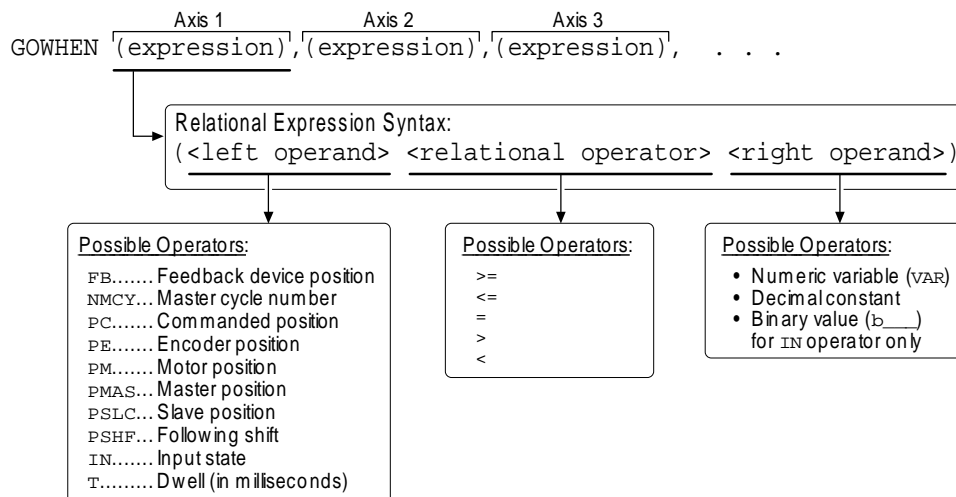 Axis 1 Axis 2 Axis 3
GOWHEN (expression),(expression),(expression), . . .
Relational Expression Syntax:
(<left operand> <relational operator> <right operand>)
Possible Operators:
FB....... Feedback device position
NMCY... Master cycle number
PC....... Commanded position
PE....... Encoder position
PM....... Motor position
PMAS... Master position
PSLC... Slave position
PSHF... Following shift
IN....... Input state
T......... Dwell (in milliseconds)
Possible Operators:
>=
<=
=
>
<
Possible Operators:
• Numeric variable (VAR)
• Decimal constant
• Binary value (b___)
for IN operator only